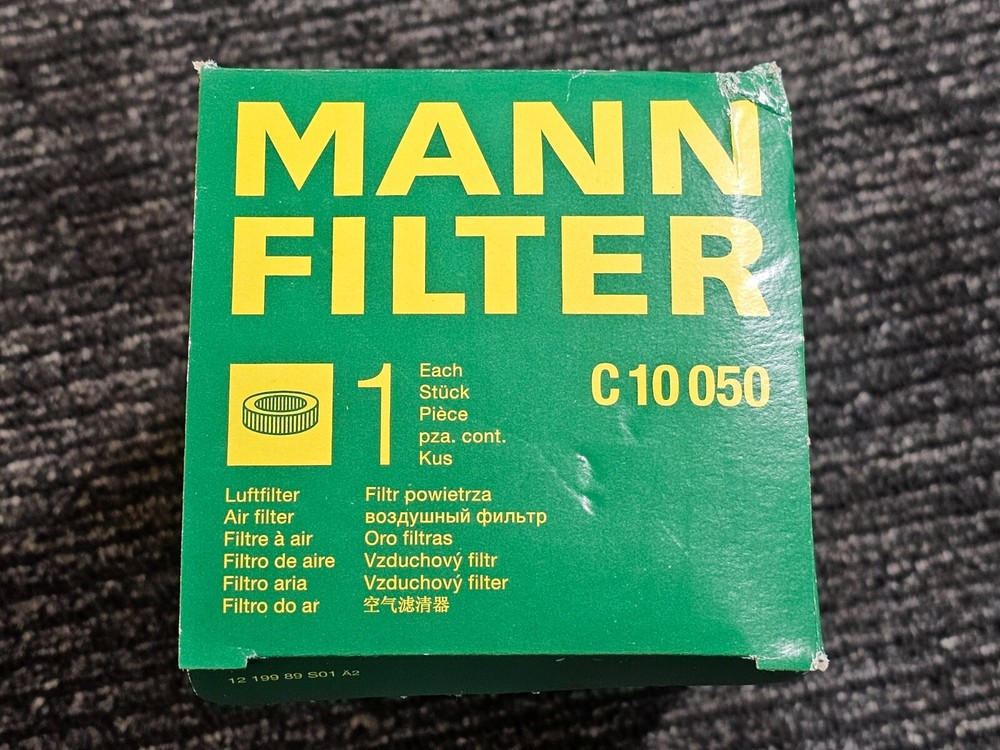 MANN
FILTER
1
Each
Stück
Pièce
pza. cont.
Kus
C 10 050
Luftfilter
Air filter
Filtre à air
Filtro de aire
Filtro aria
Filtro do ar
Filtr powietrza
воздушный фильтр
Oro filtras
Vzduchový filtr
Vzduchový filter
空气滤清器
12 199 89 S01 A2